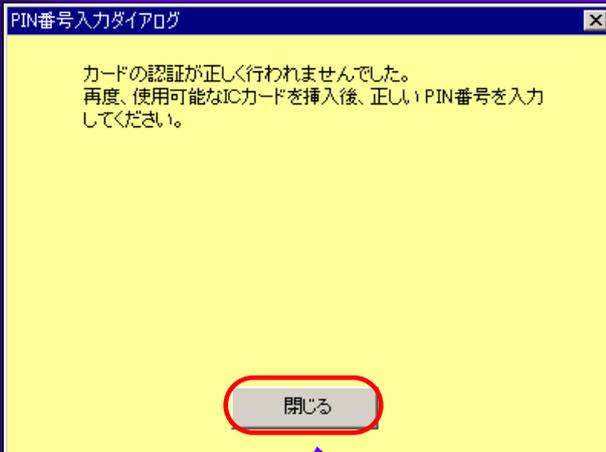 PIN番号入力ダイアログ
カードの認証が正しく行われませんでした。
再度、使用可能なICカードを挿入後、正しいPIN番号を入力
してください。
閉じる